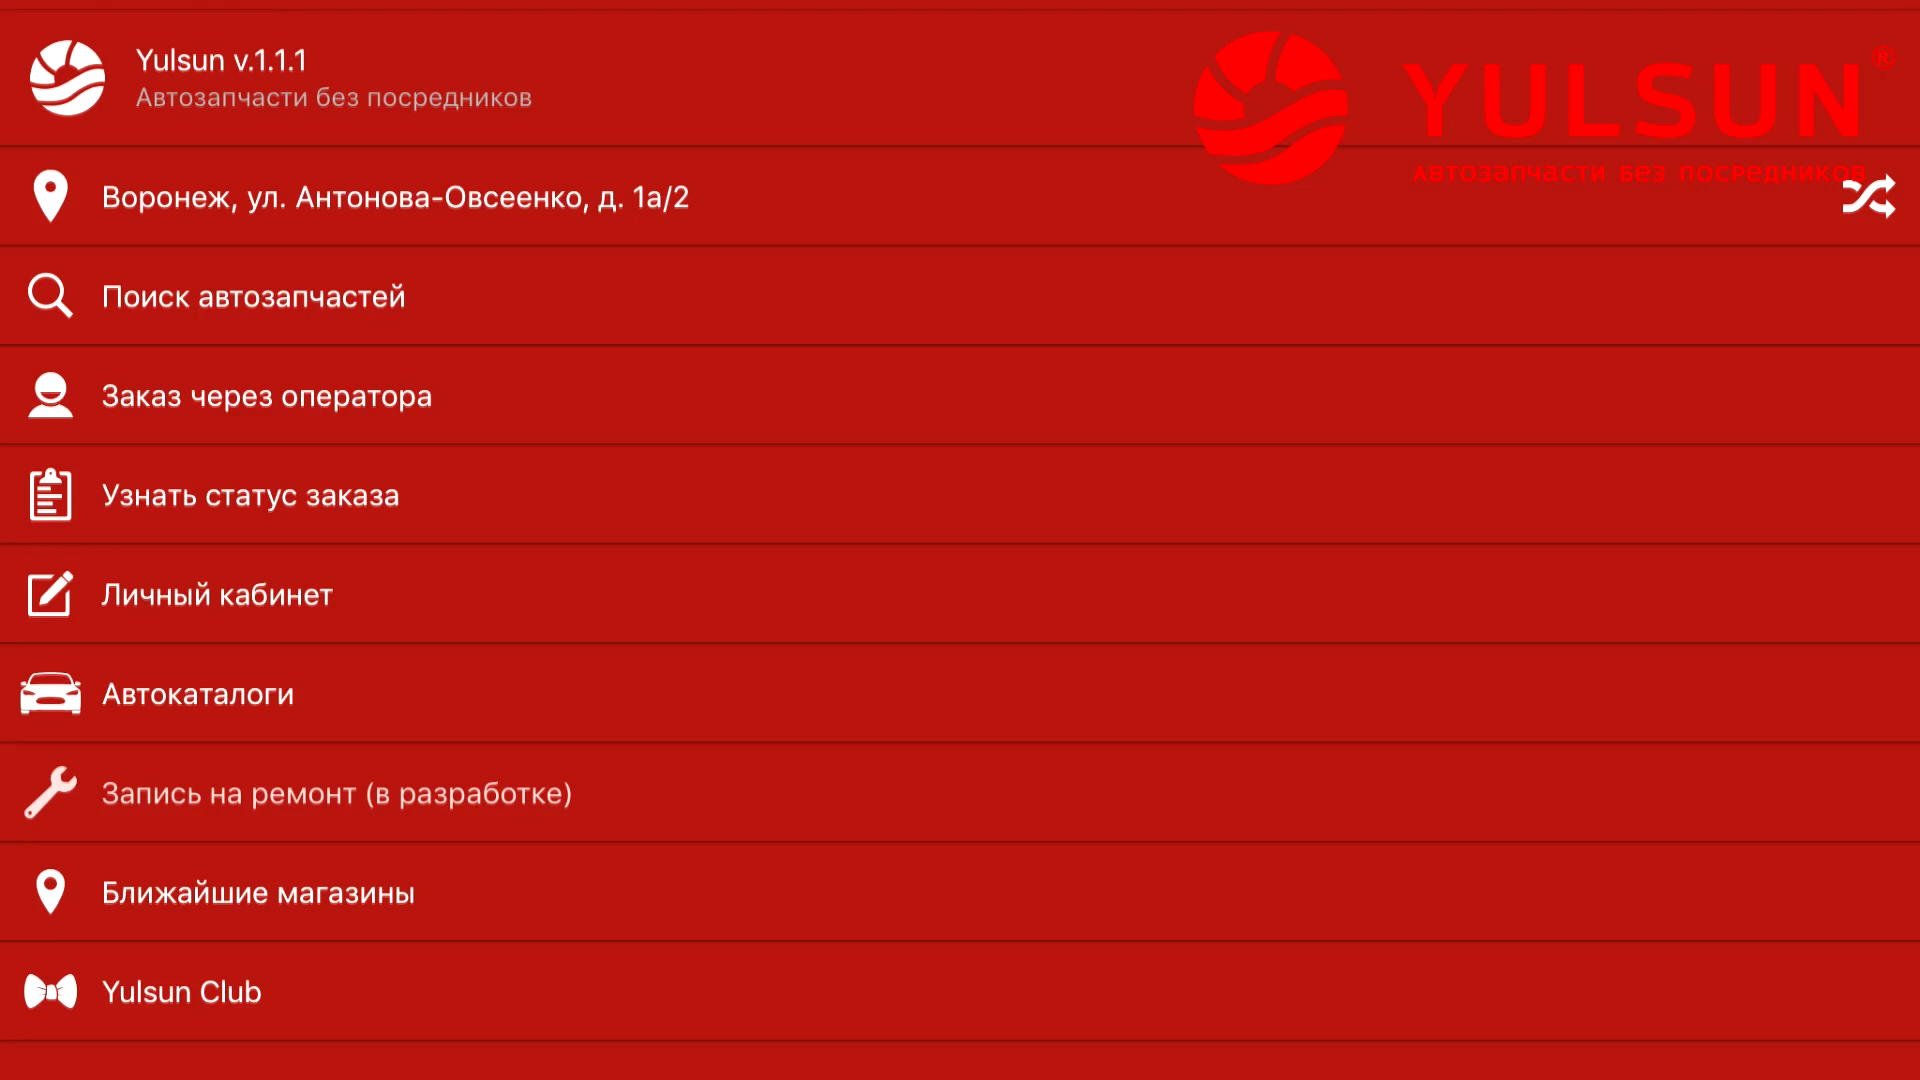 Yulsun v.1.1.1
Автозапчасти без посредников
YULSUN®
Автозапчасти без посредников
Воронеж, ул. Антонова-Овсеенко, д. 1а/2
Поиск автозапчастей
Заказ через оператора
Узнать статус заказа
Личный кабинет
Автокаталоги
Запись на ремонт (в разработке)
Ближайшие магазины
Yulsun Club